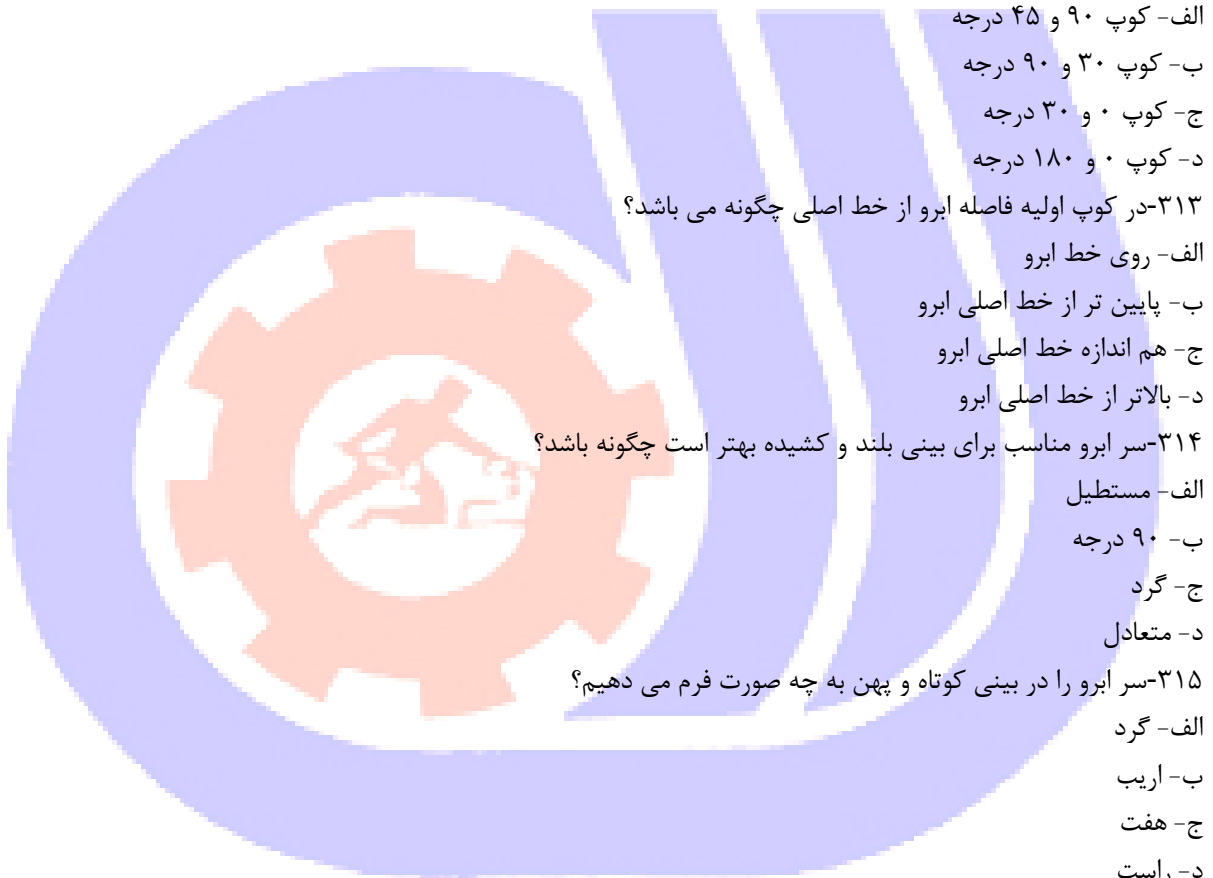 الف- کوپ ۹۰ و ۴۵ درجه
ب- کوپ ۳۰ و ۹۰ درجه
ج- کوپ ۰ و ۳۰ درجه
د- کوپ ۰ و ۱۸۰ درجه
۳۱۳-در کوپ اولیه فاصله ابرو از خط اصلی چگونه می باشد؟
الف- روی خط ابرو
ب- پایین تر از خط اصلی ابرو
ج- هم اندازه خط اصلی ابرو
د- بالاتر از خط اصلی ابرو
۳۱۴-سر ابرو مناسب برای بینی بلند و کشیده بهتر است چگونه باشد؟
الف- مستطیل
ب- ۹۰ درجه
ج- گرد
د- متعادل
۳۱۵-سر ابرو را در بینی کوتاه و پهن به چه صورت فرم می دهیم؟
الف- گرد
ب- اریب
ج- هفت
د- راست